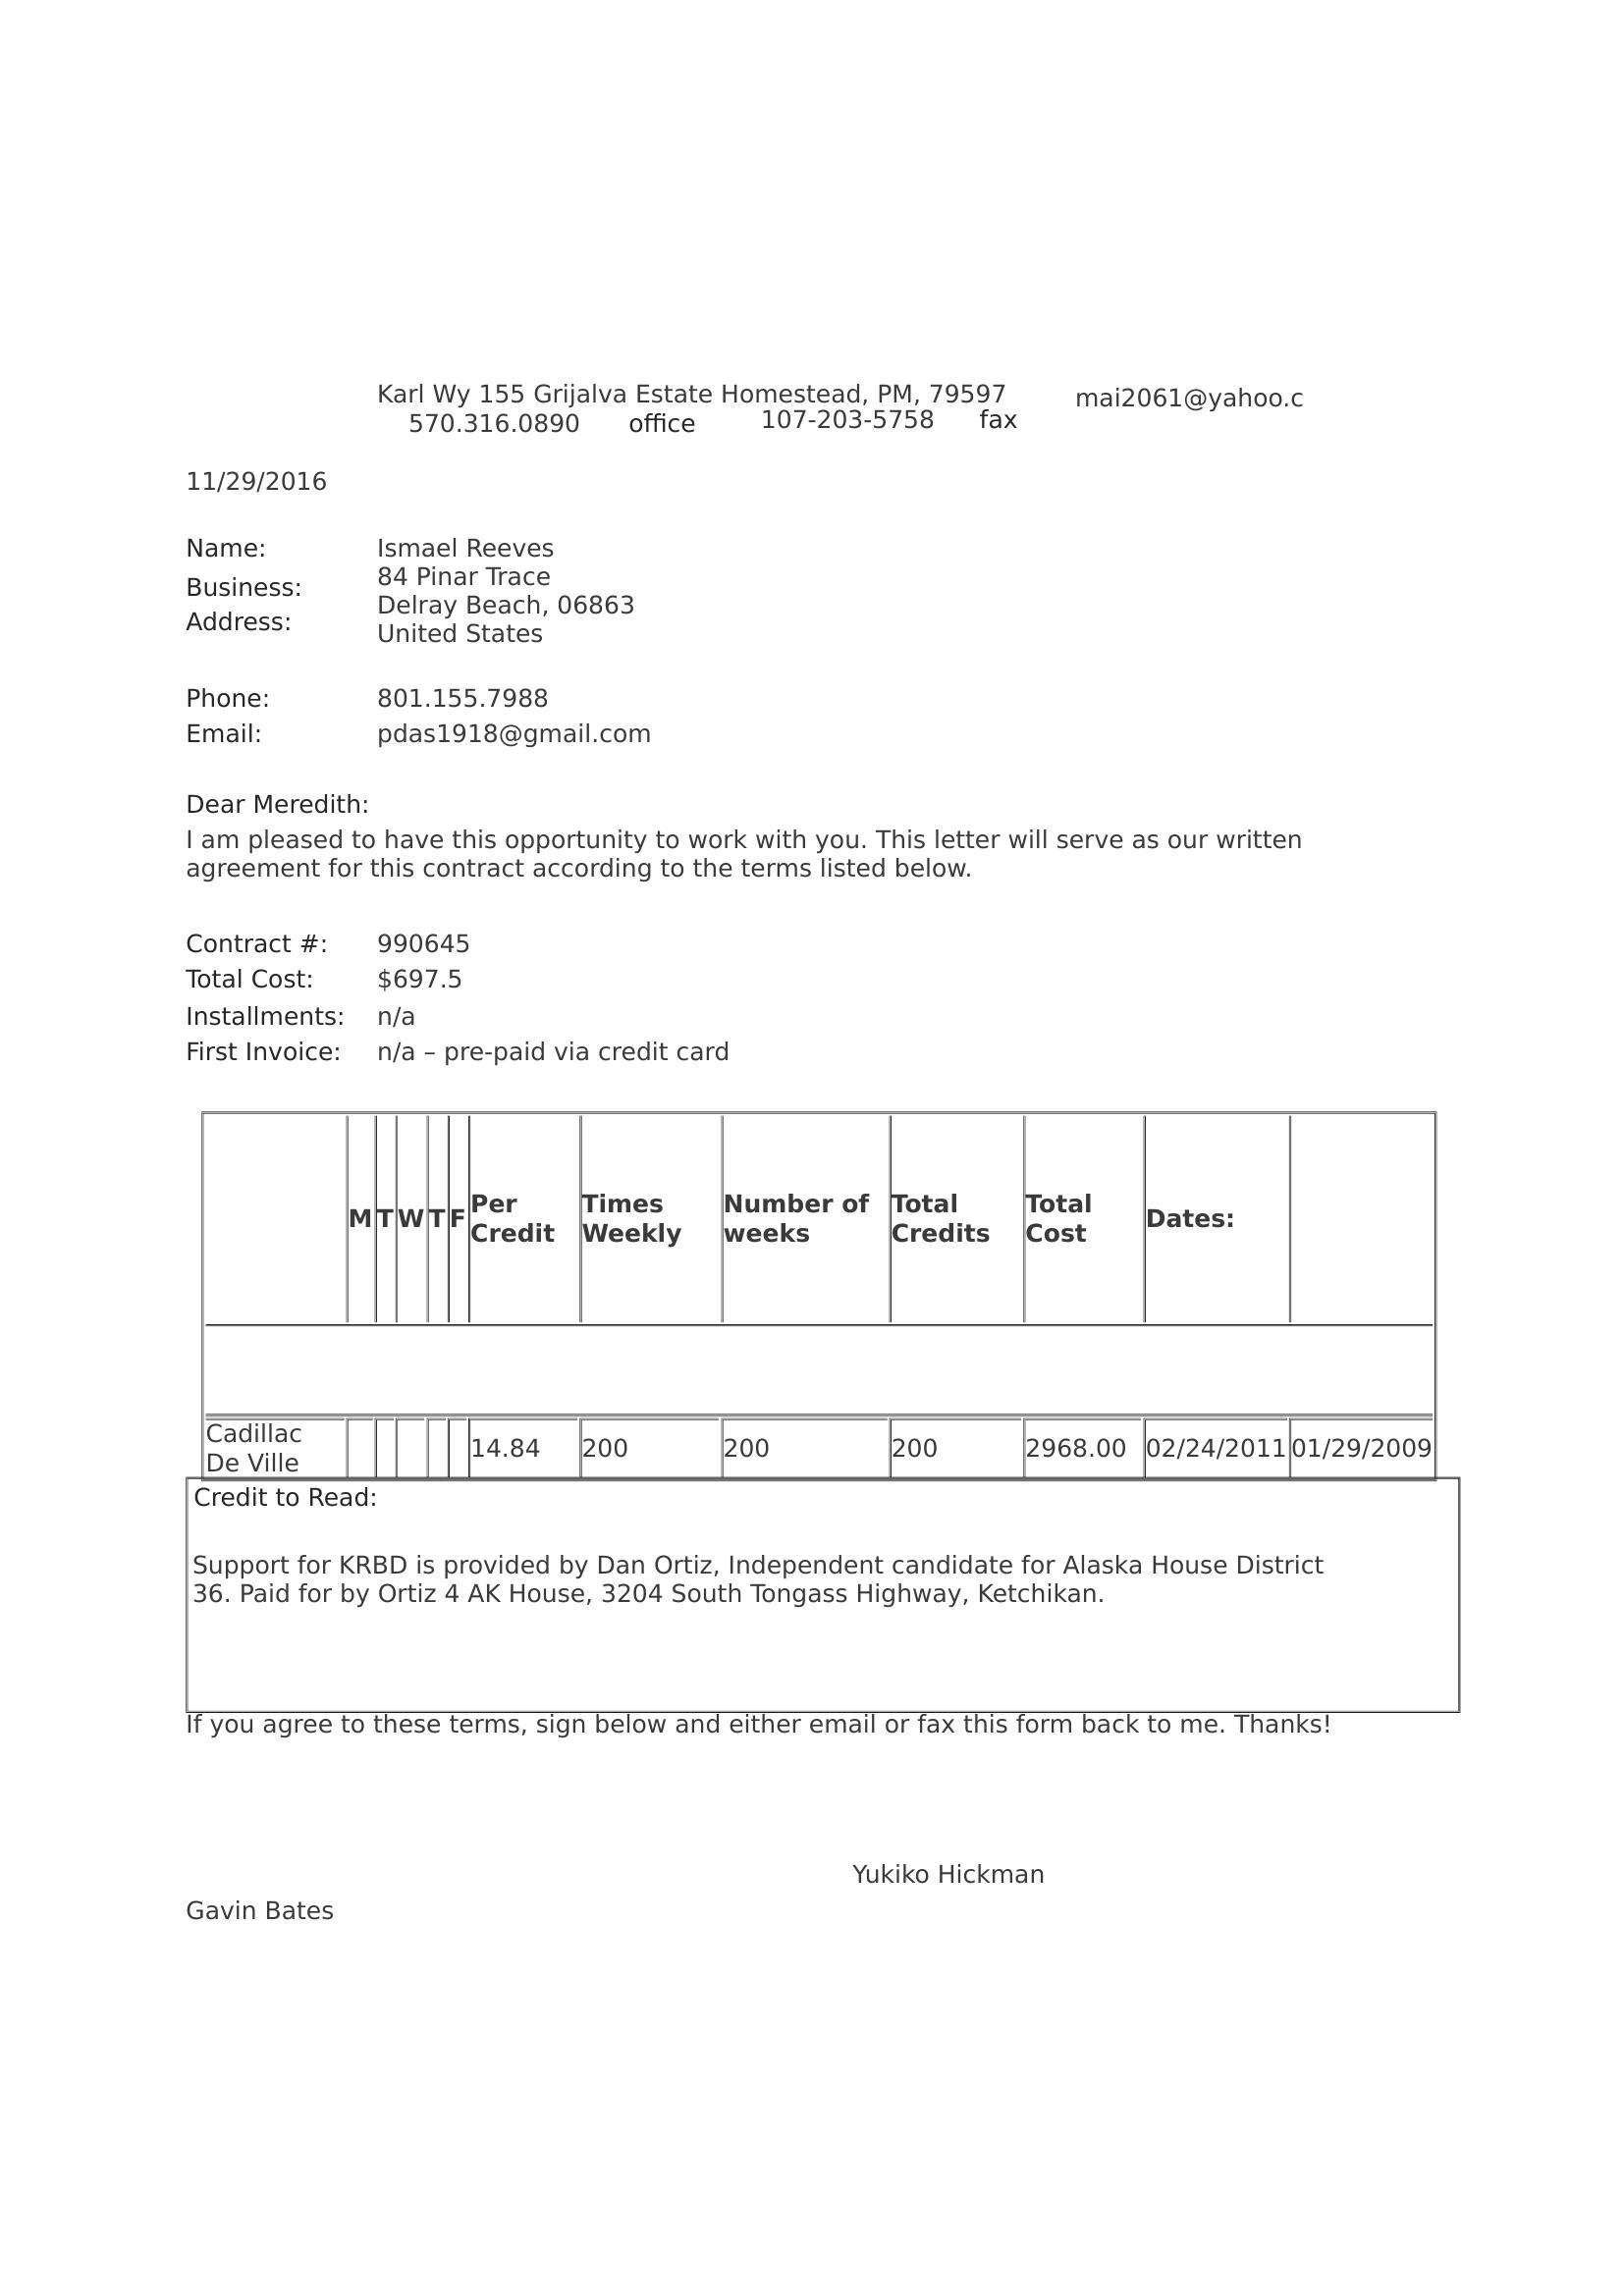 Karl Wy 155 Grijalva Estate Homestead, PM, 79597 mai2061@yahoo.c
570.316.0890 office 107-203-5758 fax
11/29/2016
Name: Ismael Reeves
Business: 84 Pinar Trace
Delray Beach, 06863
Address: United States
Phone: 801.155.7988
Email: pdas1918@gmail.com
Dear Meredith:
I am pleased to have this opportunity to work with you. This letter will serve as our written
agreement for this contract according to the terms listed below.
Contract #: 990645
Total Cost: $697.5
Installments: n/a
First Invoice: n/a – pre-paid via credit card
M T W T F Per Credit Times Weekly Number of weeks Total Credits Total Cost Dates:
Cadillac De Ville 14.84 200 200 200 2968.00 02/24/2011 01/29/2009
Credit to Read:
Support for KRBD is provided by Dan Ortiz, Independent candidate for Alaska House District
36. Paid for by Ortiz 4 AK House, 3204 South Tongass Highway, Ketchikan.
If you agree to these terms, sign below and either email or fax this form back to me. Thanks!
Yukiko Hickman
Gavin Bates